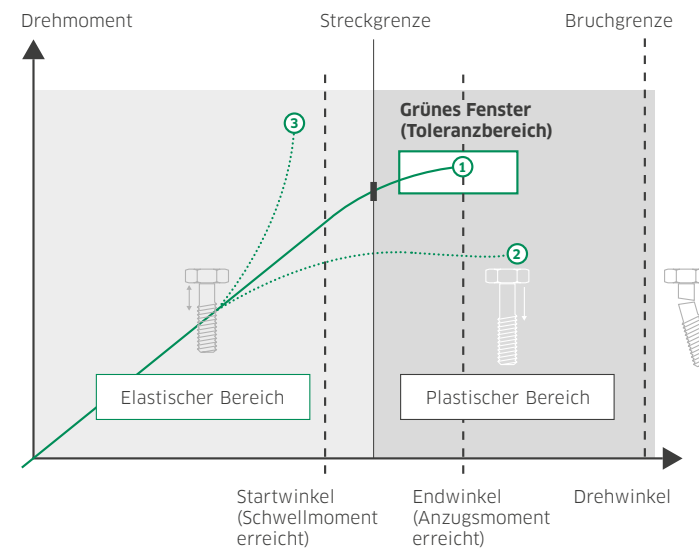 Drehmoment
Streckgrenze
Bruchgrenze
Grünes Fenster
(Toleranzbereich)
3
1
2
Elastischer Bereich
Plastischer Bereich
Startwinkel
(Schwellmoment
erreicht)
Endwinkel
(Anzugsmoment
erreicht)
Drehwinkel